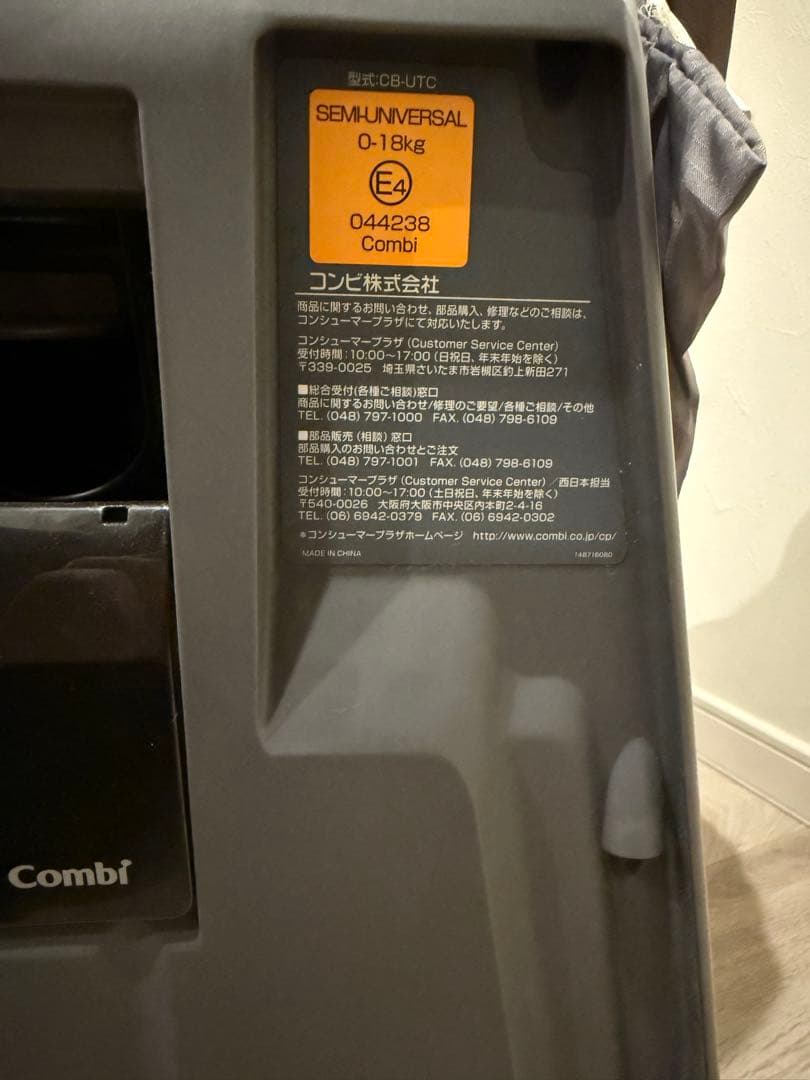 型式:CB-UTC
SEMI-UNIVERSAL
0-18kg
E4
044238
Combi
コンビ株式会社
商品に関するお問い合わせ、部品購入、修理などのご相談は、
コンシューマープラザにて対応いたします。
コンシューマープラザ (Customer Service Center)
受付時間:10:00~17:00 (日祝日、年末年始を除く)
〒339-0025 埼玉県さいたま市岩槻区釣上新田271
■総合受付(各種ご相談)窓口
商品に関するお問い合わせ/修理のご要望/各種ご相談/その他
TEL. (048) 797-1000 FAX. (048) 798-6109
■部品販売 (相談) 窓口
部品購入のお問い合わせとご注文
TEL. (048) 797-1001 FAX. (048) 798-6109
コンシューマープラザ (Customer Service Center) /西日本担当
受付時間:10:00~17:00 (土日祝日、年末年始を除く)
〒540-0026 大阪府大阪市中央区内本町2-4-16
TEL. (06) 6942-0379 FAX. (06) 6942-0302
*コンシューマープラザホームページ http://www.combi.co.jp/cp/
MADE IN CHINA 148716080
Combi